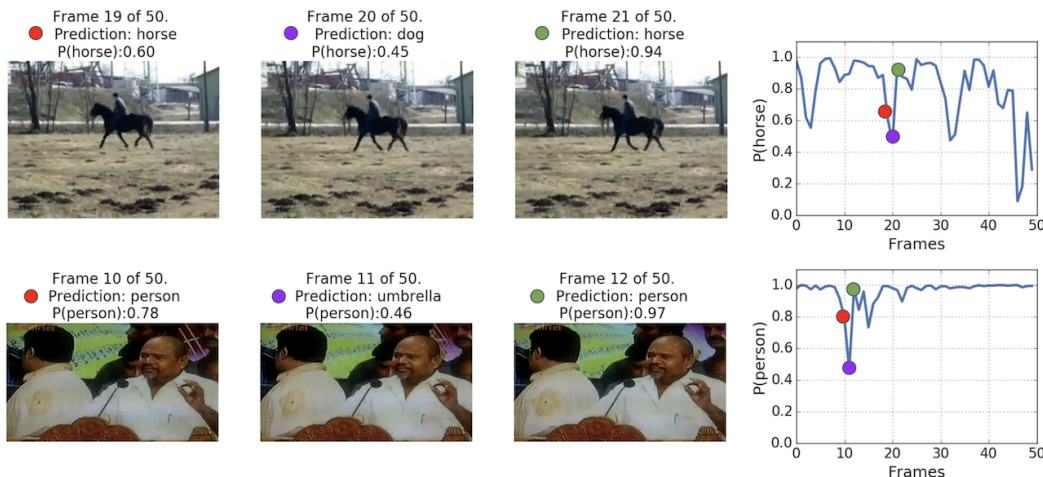 Frame 19 of 50.
Prediction: horse
P(horse):0.60
Frame 20 of 50.
Prediction: dog
P(horse):0.45
Frame 21 of 50.
Prediction: horse
P(horse):0.94
1.0
0.8
0.6
0.4
0.2
0.0
P(horse)
0 10 20 30 40 50
Frames
Frame 10 of 50.
Prediction: person
P(person):0.78
Frame 11 of 50.
Prediction: umbrella
P(person):0.46
Frame 12 of 50.
Prediction: person
P(person):0.97
1.0
0.8
0.6
0.4
0.2
0.0
P(person)
0 10 20 30 40 50
Frames